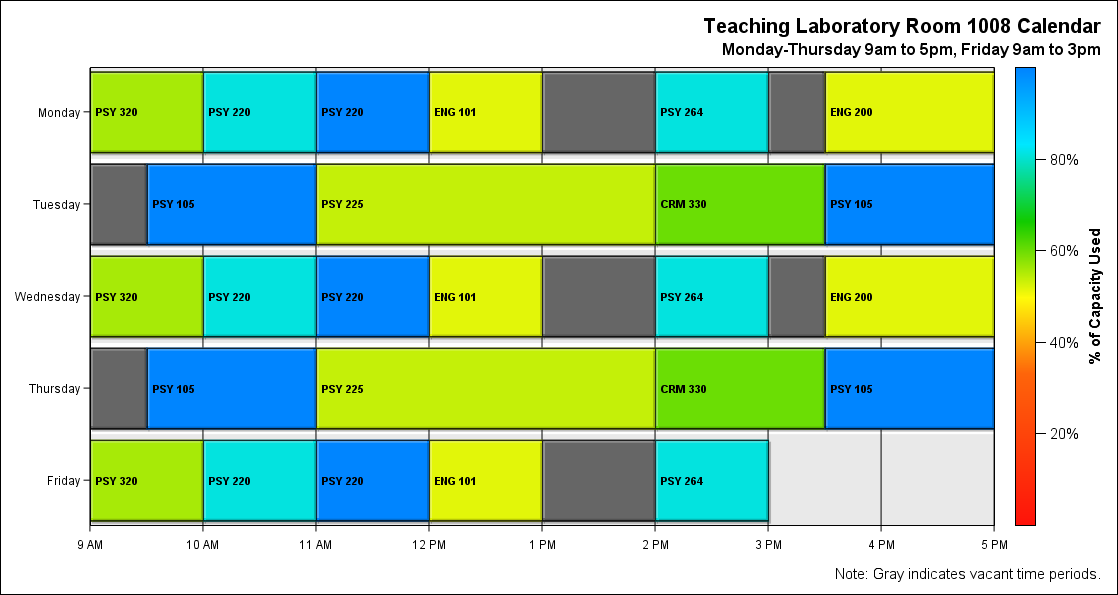 Teaching Laboratory Room 1008 Calendar
Monday-Thursday 9am to 5pm, Friday 9am to 3pm
Monday
PSY 320
PSY 220
PSY 220
ENG 101
PSY 264
ENG 200
Tuesday
PSY 105
PSY 225
CRM 330
PSY 105
Wednesday
PSY 320
PSY 220
PSY 220
ENG 101
PSY 264
ENG 200
Thursday
PSY 105
PSY 225
CRM 330
PSY 105
Friday
PSY 320
PSY 220
PSY 220
ENG 101
PSY 264
9 AM
10 AM
11 AM
12 PM
1 PM
2 PM
3 PM
4 PM
5 PM
80%
60%
40%
20%
% of Capacity Used
Note: Gray indicates vacant time periods.